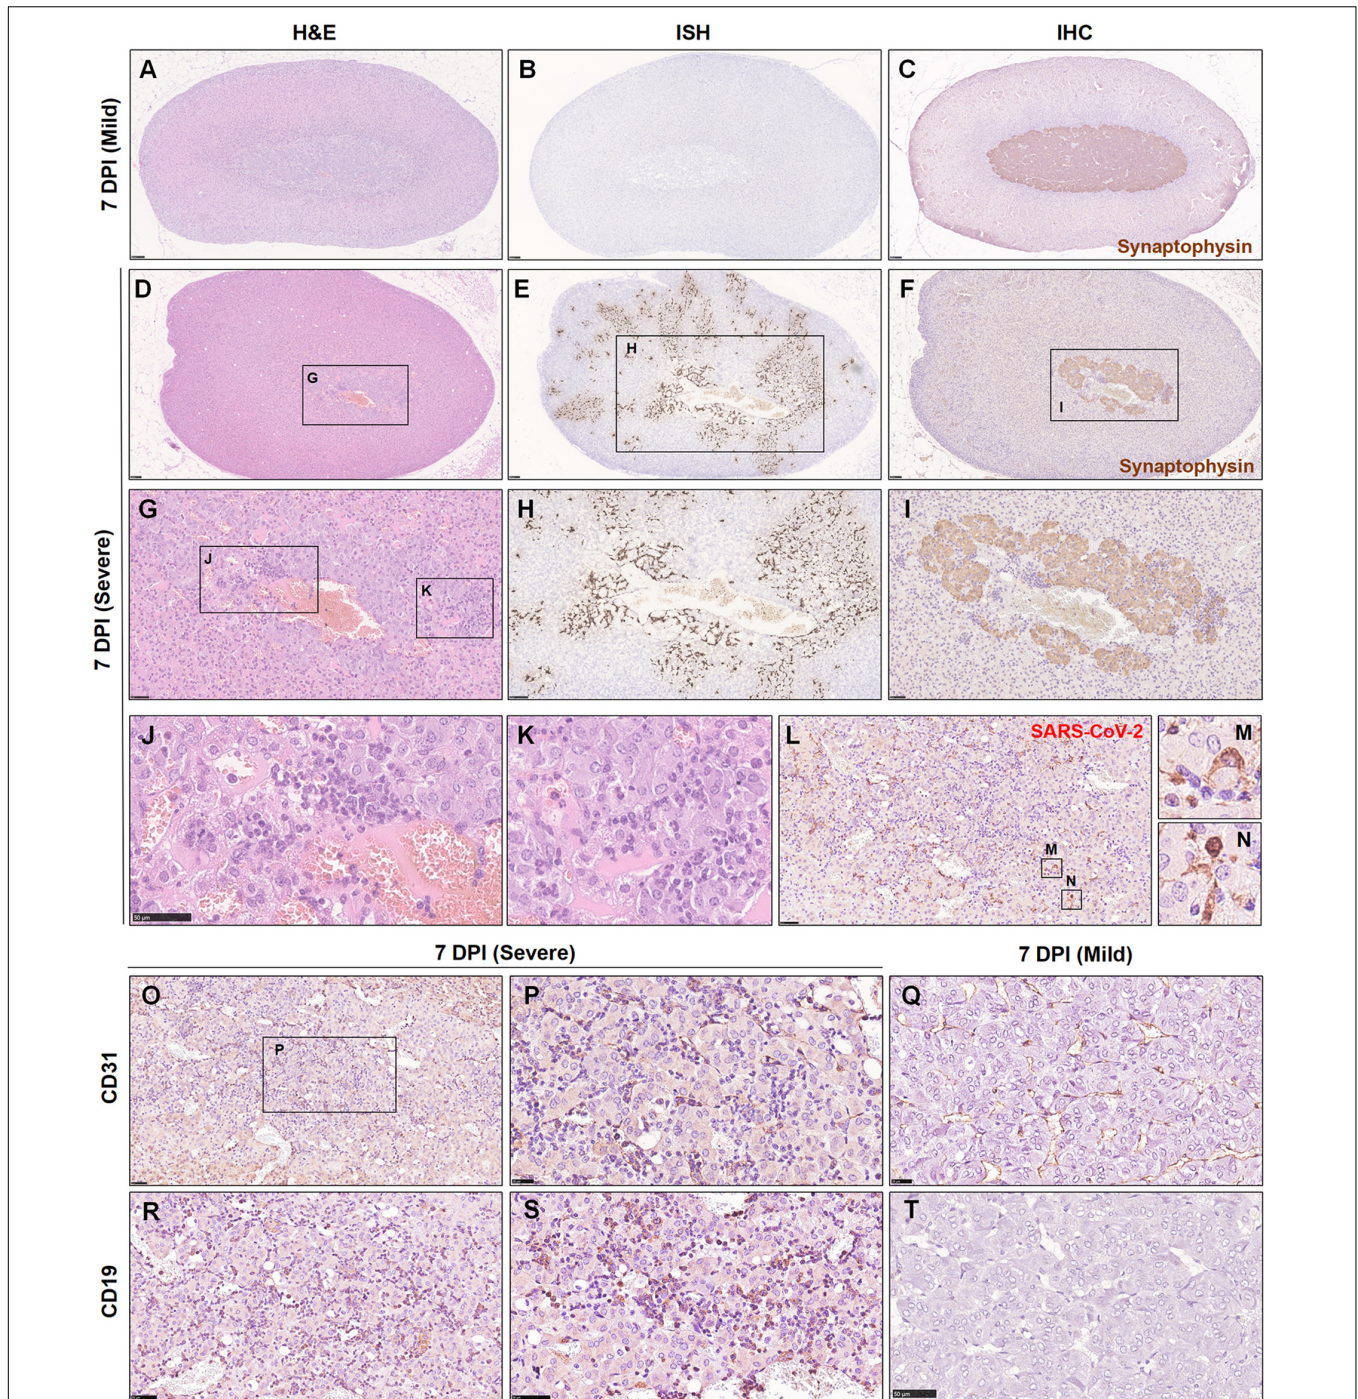 H&E ISH IHC
7 DPI (Mild)
A B C
Synaptophysin
7 DPI (Severe)
D E F
G H I
Synaptophysin
G H I
J K
J K L SARS-CoV-2 M
M N
N
50 µm
7 DPI (Severe) 7 DPI (Mild)
CD31
O P Q
P
CD19
R S T
50 µm